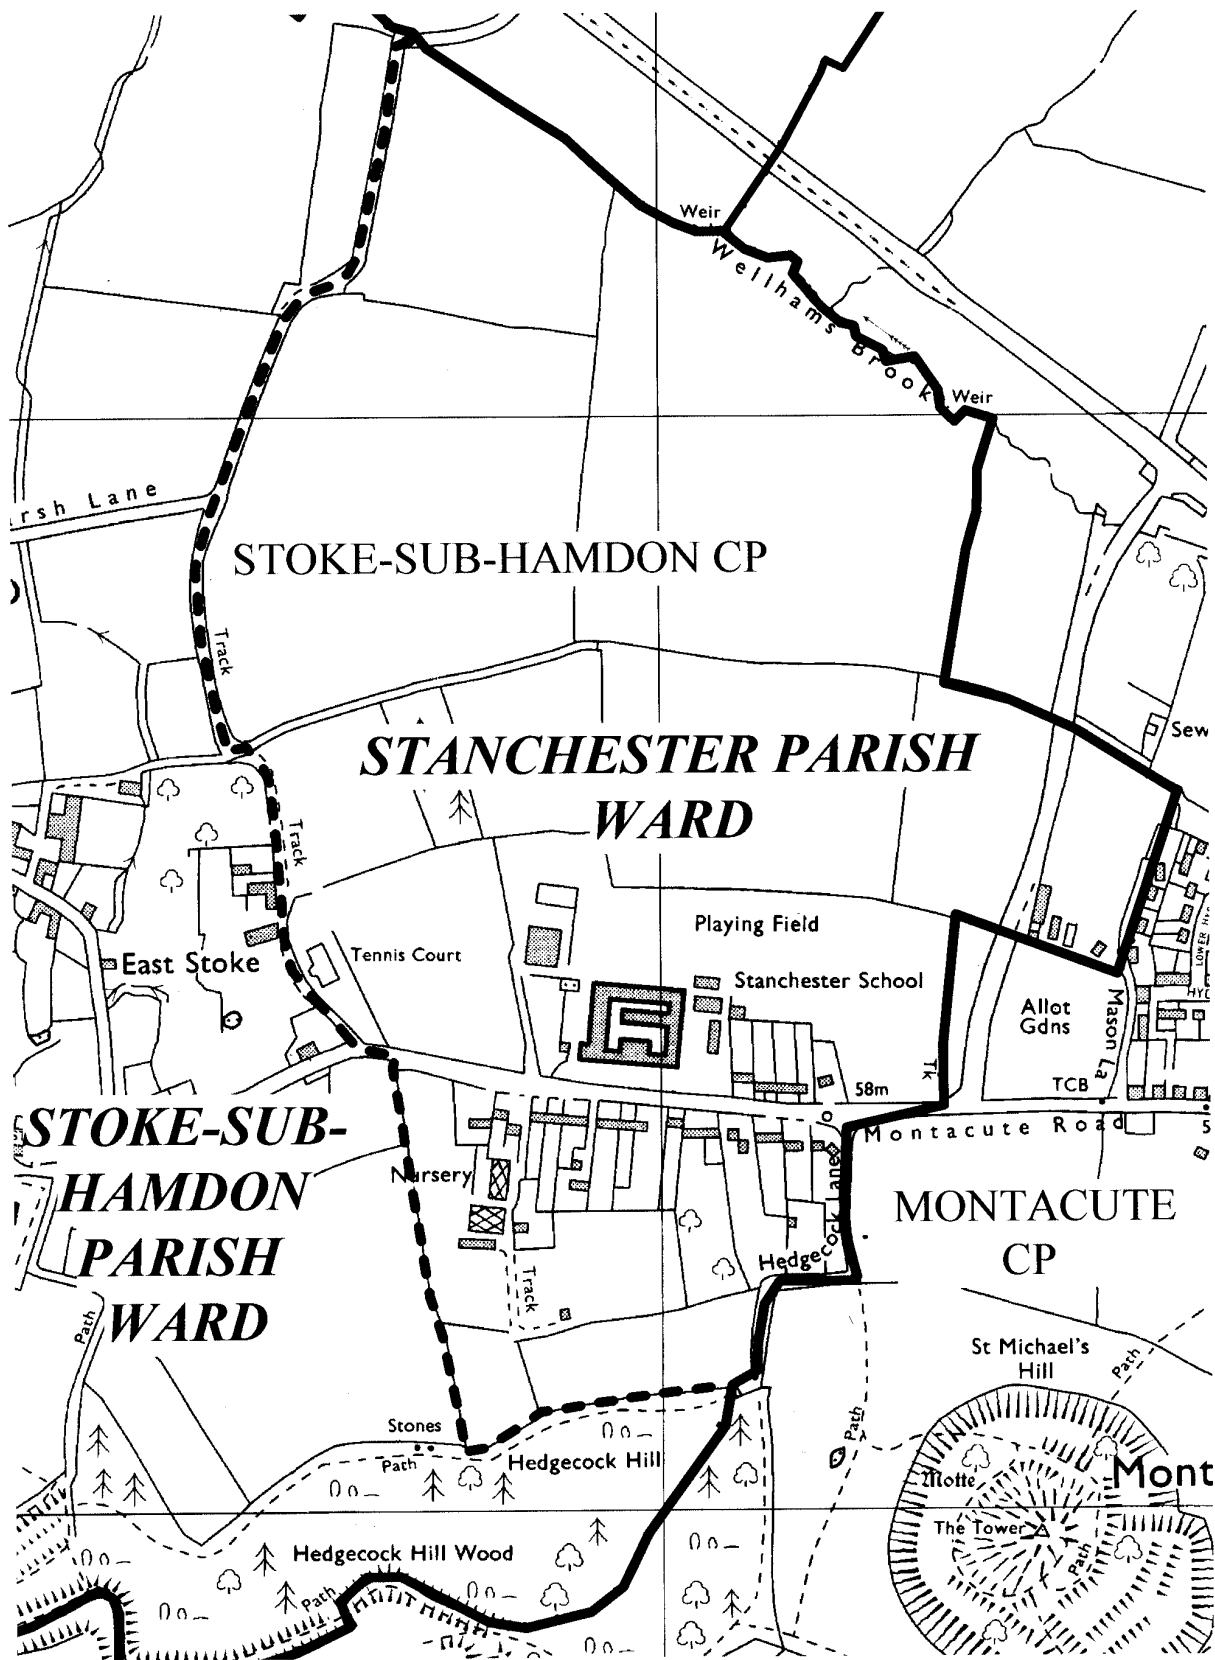 Weir
Wellhams Brook
Weir
rsh Lane
STOKE-SUB-HAMDON CP
Track
STANCHESTER PARISH
WARD
Sew
Track
Playing Field
Tennis Court
East Stoke
Stanchester School
Allot
Gdns
Mason La
Tk
TCB
58m
Montacute Road
5
STOKE-SUB-
HAMDON
PARISH
WARD
Nursery
Hedgecock Lane
MONTACUTE
CP
Track
Path
St Michael's
Hill
Path
Stones
Path
Path
Hedgecock Hill
Motte
Mont
The Tower
Path
Hedgecock Hill Wood
Path